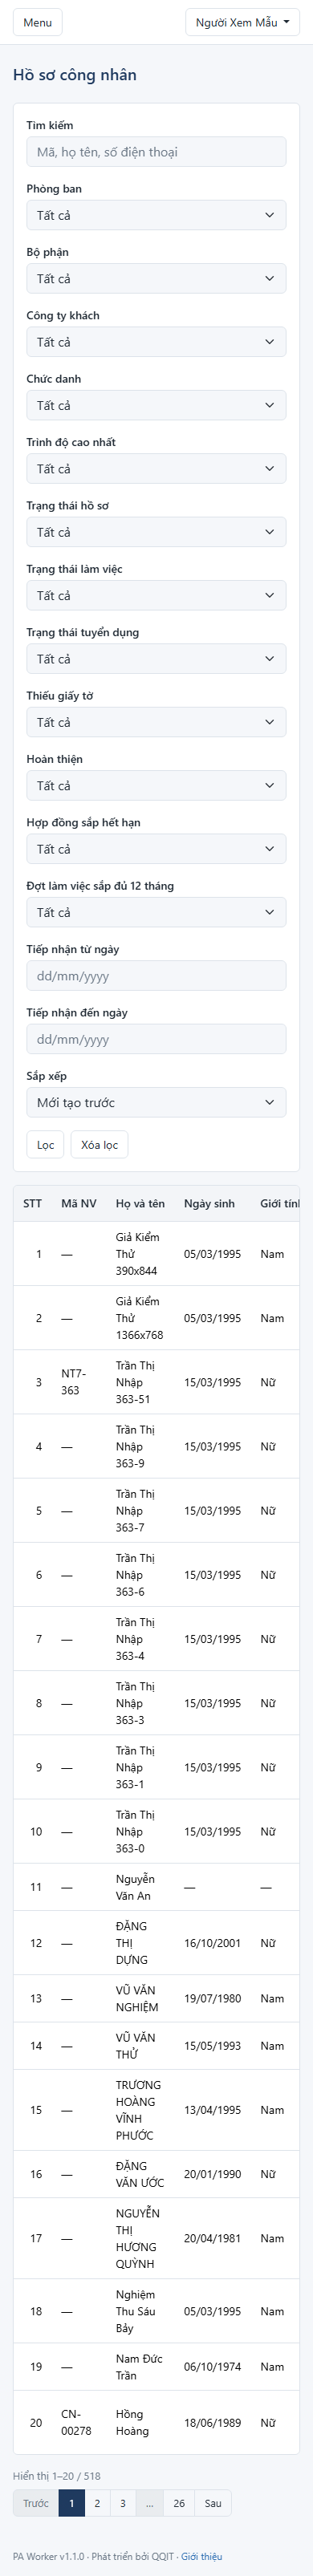 Menu
Người Xem Mẫu
Hồ sơ công nhân
Tìm kiếm
Mã, họ tên, số điện thoại
Phòng ban
Tất cả
Bộ phận
Tất cả
Công ty khách
Tất cả
Chức danh
Tất cả
Trình độ cao nhất
Tất cả
Trạng thái hồ sơ
Tất cả
Trạng thái làm việc
Tất cả
Trạng thái tuyển dụng
Tất cả
Thiếu giấy tờ
Tất cả
Hoàn thiện
Tất cả
Hợp đồng sắp hết hạn
Tất cả
Đợt làm việc sắp đủ 12 tháng
Tất cả
Tiếp nhận từ ngày
dd/mm/yyyy
Tiếp nhận đến ngày
dd/mm/yyyy
Sắp xếp
Mới tạo trước
Lọc Xóa lọc
STT Mã NV Họ và tên Ngày sinh Giới tính
1 — Giả Kiểm Thử 390x844 05/03/1995 Nam
2 — Giả Kiểm Thử 1366x768 05/03/1995 Nam
3 NT7-363 Trần Thị Nhập 363-51 15/03/1995 Nữ
4 — Trần Thị Nhập 363-9 15/03/1995 Nữ
5 — Trần Thị Nhập 363-7 15/03/1995 Nữ
6 — Trần Thị Nhập 363-6 15/03/1995 Nữ
7 — Trần Thị Nhập 363-4 15/03/1995 Nữ
8 — Trần Thị Nhập 363-3 15/03/1995 Nữ
9 — Trần Thị Nhập 363-1 15/03/1995 Nữ
10 — Trần Thị Nhập 363-0 15/03/1995 Nữ
11 — Nguyễn Văn An — —
12 — ĐẶNG THỊ DỰNG 16/10/2001 Nữ
13 — VŨ VĂN NGHIỆM 19/07/1980 Nam
14 — VŨ VĂN THỬ 15/05/1993 Nam
15 — TRƯƠNG HOÀNG VĨNH PHƯỚC 13/04/1995 Nam
16 — ĐẶNG VĂN ƯỚC 20/01/1990 Nữ
17 — NGUYỄN THỊ HƯƠNG QUỲNH 20/04/1981 Nam
18 — Nghiệm Thu Sáu Bảy 05/03/1995 Nam
19 — Nam Đức Trần 06/10/1974 Nam
20 CN-00278 Hồng Hoàng 18/06/1989 Nữ
Hiển thị 1–20 / 518
Trước 1 2 3 … 26 Sau
PA Worker v1.1.0 · Phát triển bởi QQIT · Giới thiệu